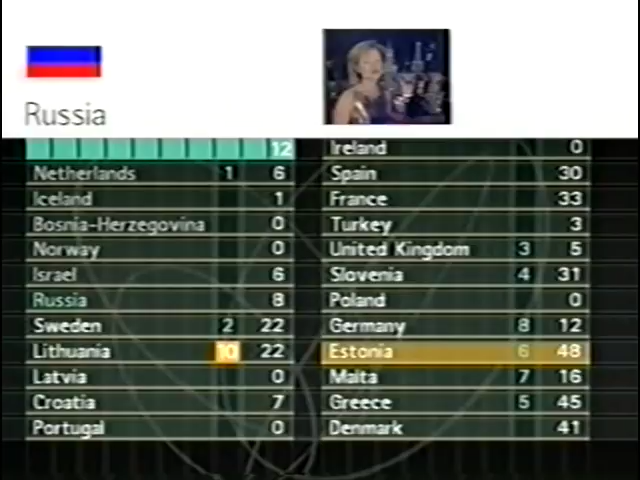 Russia
12
Netherlands 1 6
Iceland 1
Bosnia-Herzegovina 0
Norway 0
Israel 6
Russia 8
Sweden 2 22
Lithuania 10 22
Latvia 0
Croatia 7
Portugal 0
Ireland 0
Spain 30
France 33
Turkey 3
United Kingdom 3 5
Slovenia 4 31
Poland 0
Germany 8 12
Estonia 6 48
Malta 7 16
Greece 5 45
Denmark 41